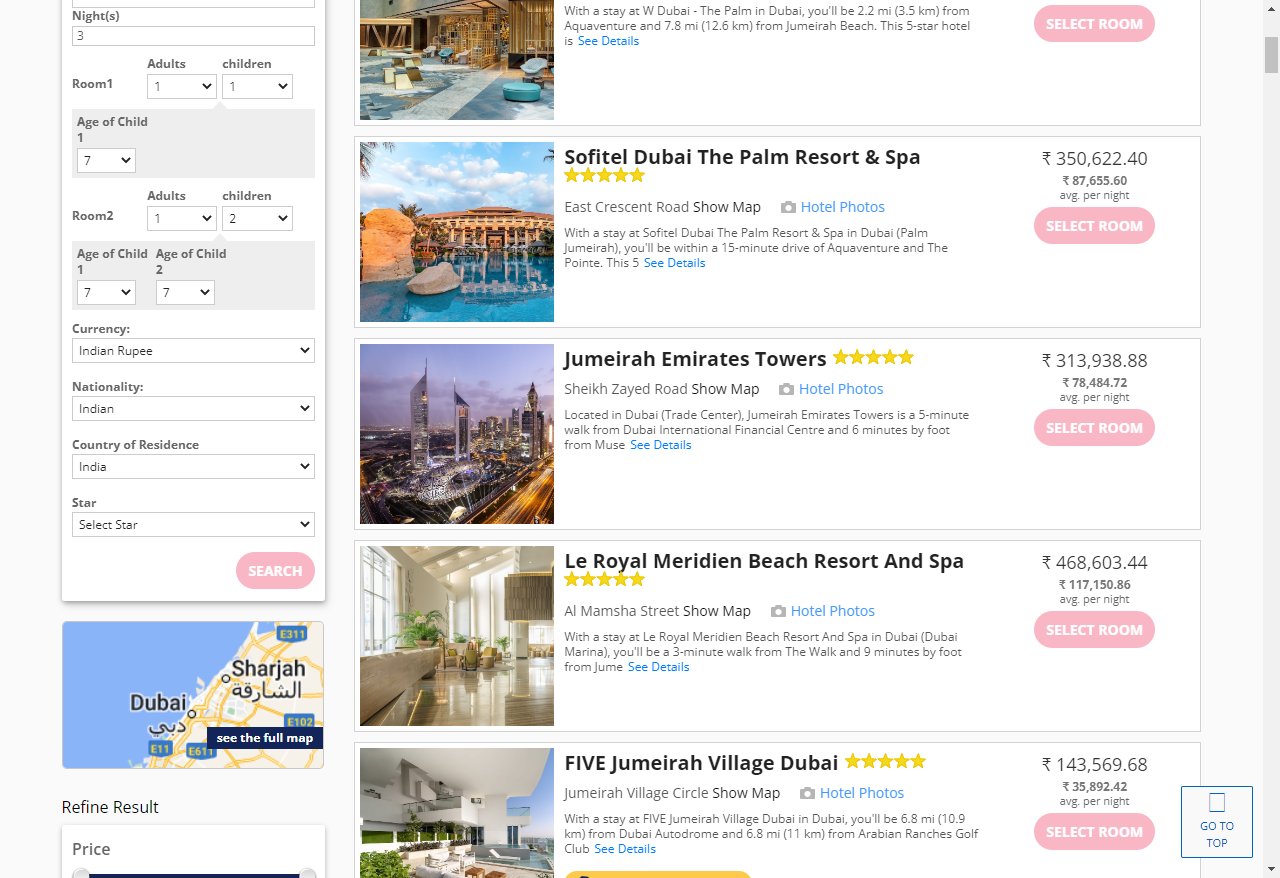 Night(s)
3
Adults children
Room1 1 1
Age of Child
1
7
Adults children
Room2 1 2
Age of Child Age of Child
1 2
7 7
Currency:
Indian Rupee
Nationality:
Indian
Country of Residence
India
Star
Select Star
SEARCH
E311
Sharjah
الشارقة
Dubai
دبي
E102
E11 E611
see the full map
Refine Result
Price
With a stay at W Dubai - The Palm in Dubai, you'll be 2.2 mi (3.5 km) from
Aquaventure and 7.8 mi (12.6 km) from Jumeirah Beach. This 5-star hotel
is See Details
SELECT ROOM
Sofitel Dubai The Palm Resort & Spa
East Crescent Road Show Map Hotel Photos
With a stay at Sofitel Dubai The Palm Resort & Spa in Dubai (Palm
Jumeirah), you'll be within a 15-minute drive of Aquaventure and The
Pointe. This 5 See Details
₹ 350,622.40
₹ 87,655.60
avg. per night
SELECT ROOM
Jumeirah Emirates Towers
Sheikh Zayed Road Show Map Hotel Photos
Located in Dubai (Trade Center), Jumeirah Emirates Towers is a 5-minute
walk from Dubai International Financial Centre and 6 minutes by foot
from Muse See Details
₹ 313,938.88
₹ 78,484.72
avg. per night
SELECT ROOM
Le Royal Meridien Beach Resort And Spa
Al Mamsha Street Show Map Hotel Photos
With a stay at Le Royal Meridien Beach Resort And Spa in Dubai (Dubai
Marina), you'll be a 3-minute walk from The Walk and 9 minutes by foot
from Jume See Details
₹ 468,603.44
₹ 117,150.86
avg. per night
SELECT ROOM
FIVE Jumeirah Village Dubai
Jumeirah Village Circle Show Map Hotel Photos
With a stay at FIVE Jumeirah Village Dubai in Dubai, you'll be 6.8 mi (10.9
km) from Dubai Autodrome and 6.8 mi (11 km) from Arabian Ranches Golf
Club See Details
₹ 143,569.68
₹ 35,892.42
avg. per night
SELECT ROOM
GO TO
TOP